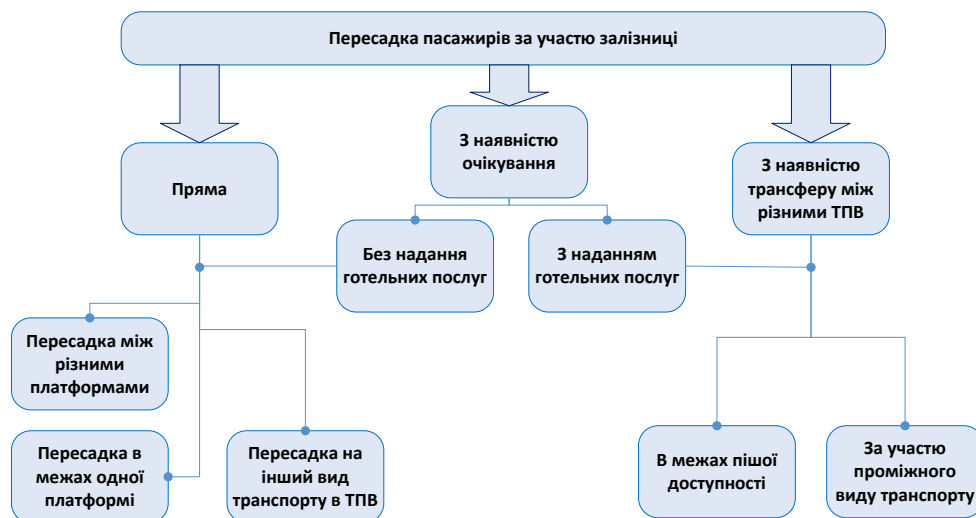 Пересадка пасажирів за участю залізниці
Пряма
З наявністю
очікування
З наявністю
трансферу між
різними ТПВ
Без надання
готельних послуг
З наданням
готельних послуг
Пересадка між
різними
платформами
Пересадка в
межах одної
платформі
Пересадка на
інший вид
транспорту в ТПВ
В межах пішої
доступності
За участю
проміжного
виду транспорту